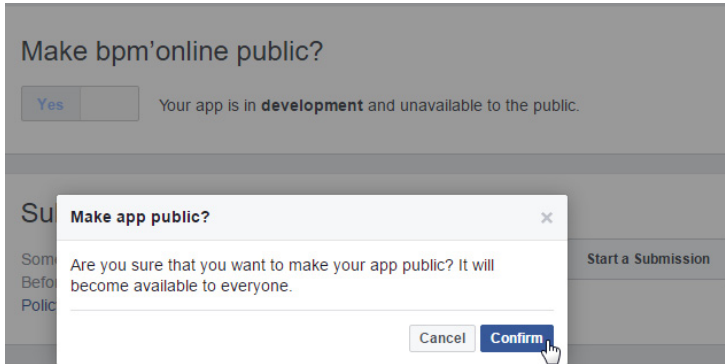 Make bpm'online public?
Yes
Your app is in development and unavailable to the public.
Make app public?
×
Are you sure that you want to make your app public? It will
become available to everyone.
Start a Submission
Cancel
Confirm